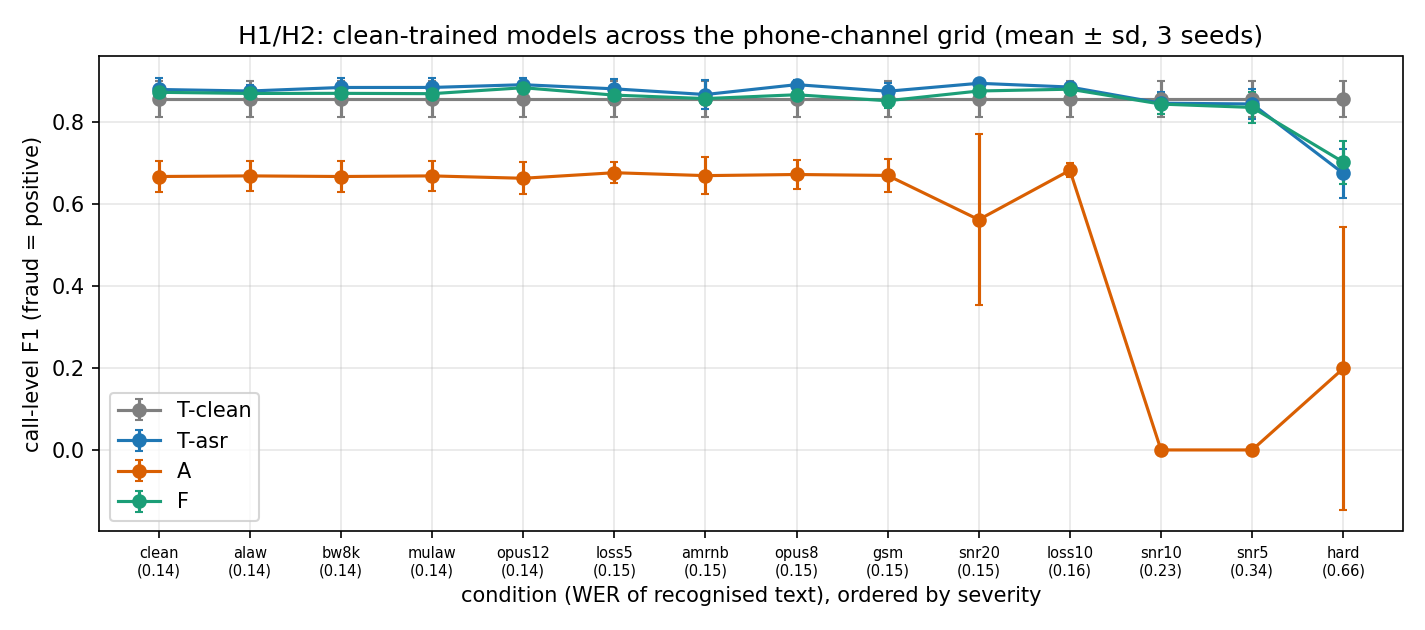 H1/H2: clean-trained models across the phone-channel grid (mean ± sd, 3 seeds)
call-level F1 (fraud = positive)
0.8
0.6
0.4
0.2
0.0
T-clean
T-asr
A
F
clean alaw bw8k mulaw opus12 loss5 amrnb opus8 gsm snr20 loss10 snr10 snr5 hard
(0.14) (0.14) (0.14) (0.14) (0.14) (0.15) (0.15) (0.15) (0.15) (0.15) (0.16) (0.23) (0.34) (0.66)
condition (WER of recognised text), ordered by severity